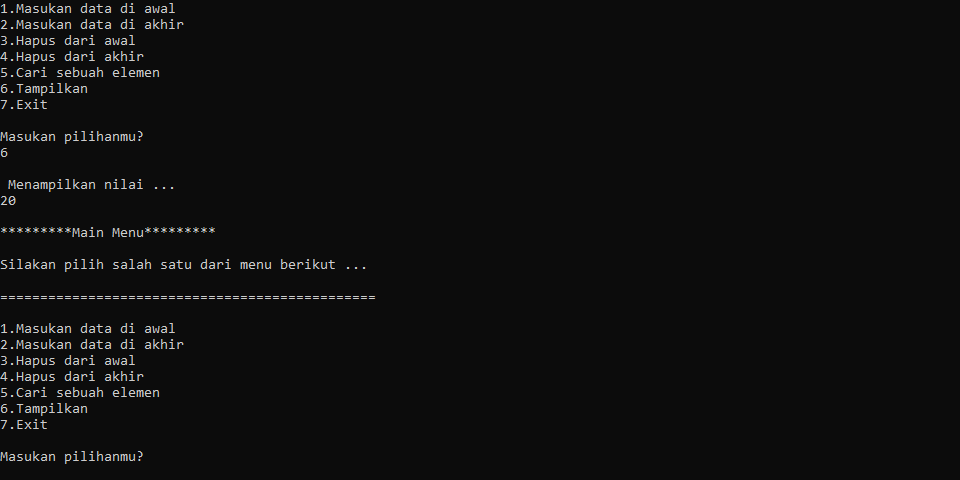 1.Masukan data di awal
2.Masukan data di akhir
3.Hapus dari awal
4.Hapus dari akhir
5.Cari sebuah elemen
6.Tampilkan
7.Exit
Masukan pilihanmu?
6
Menampilkan nilai ...
20
*********Main Menu*********
Silakan pilih salah satu dari menu berikut ...
===============================================
1.Masukan data di awal
2.Masukan data di akhir
3.Hapus dari awal
4.Hapus dari akhir
5.Cari sebuah elemen
6.Tampilkan
7.Exit
Masukan pilihanmu?